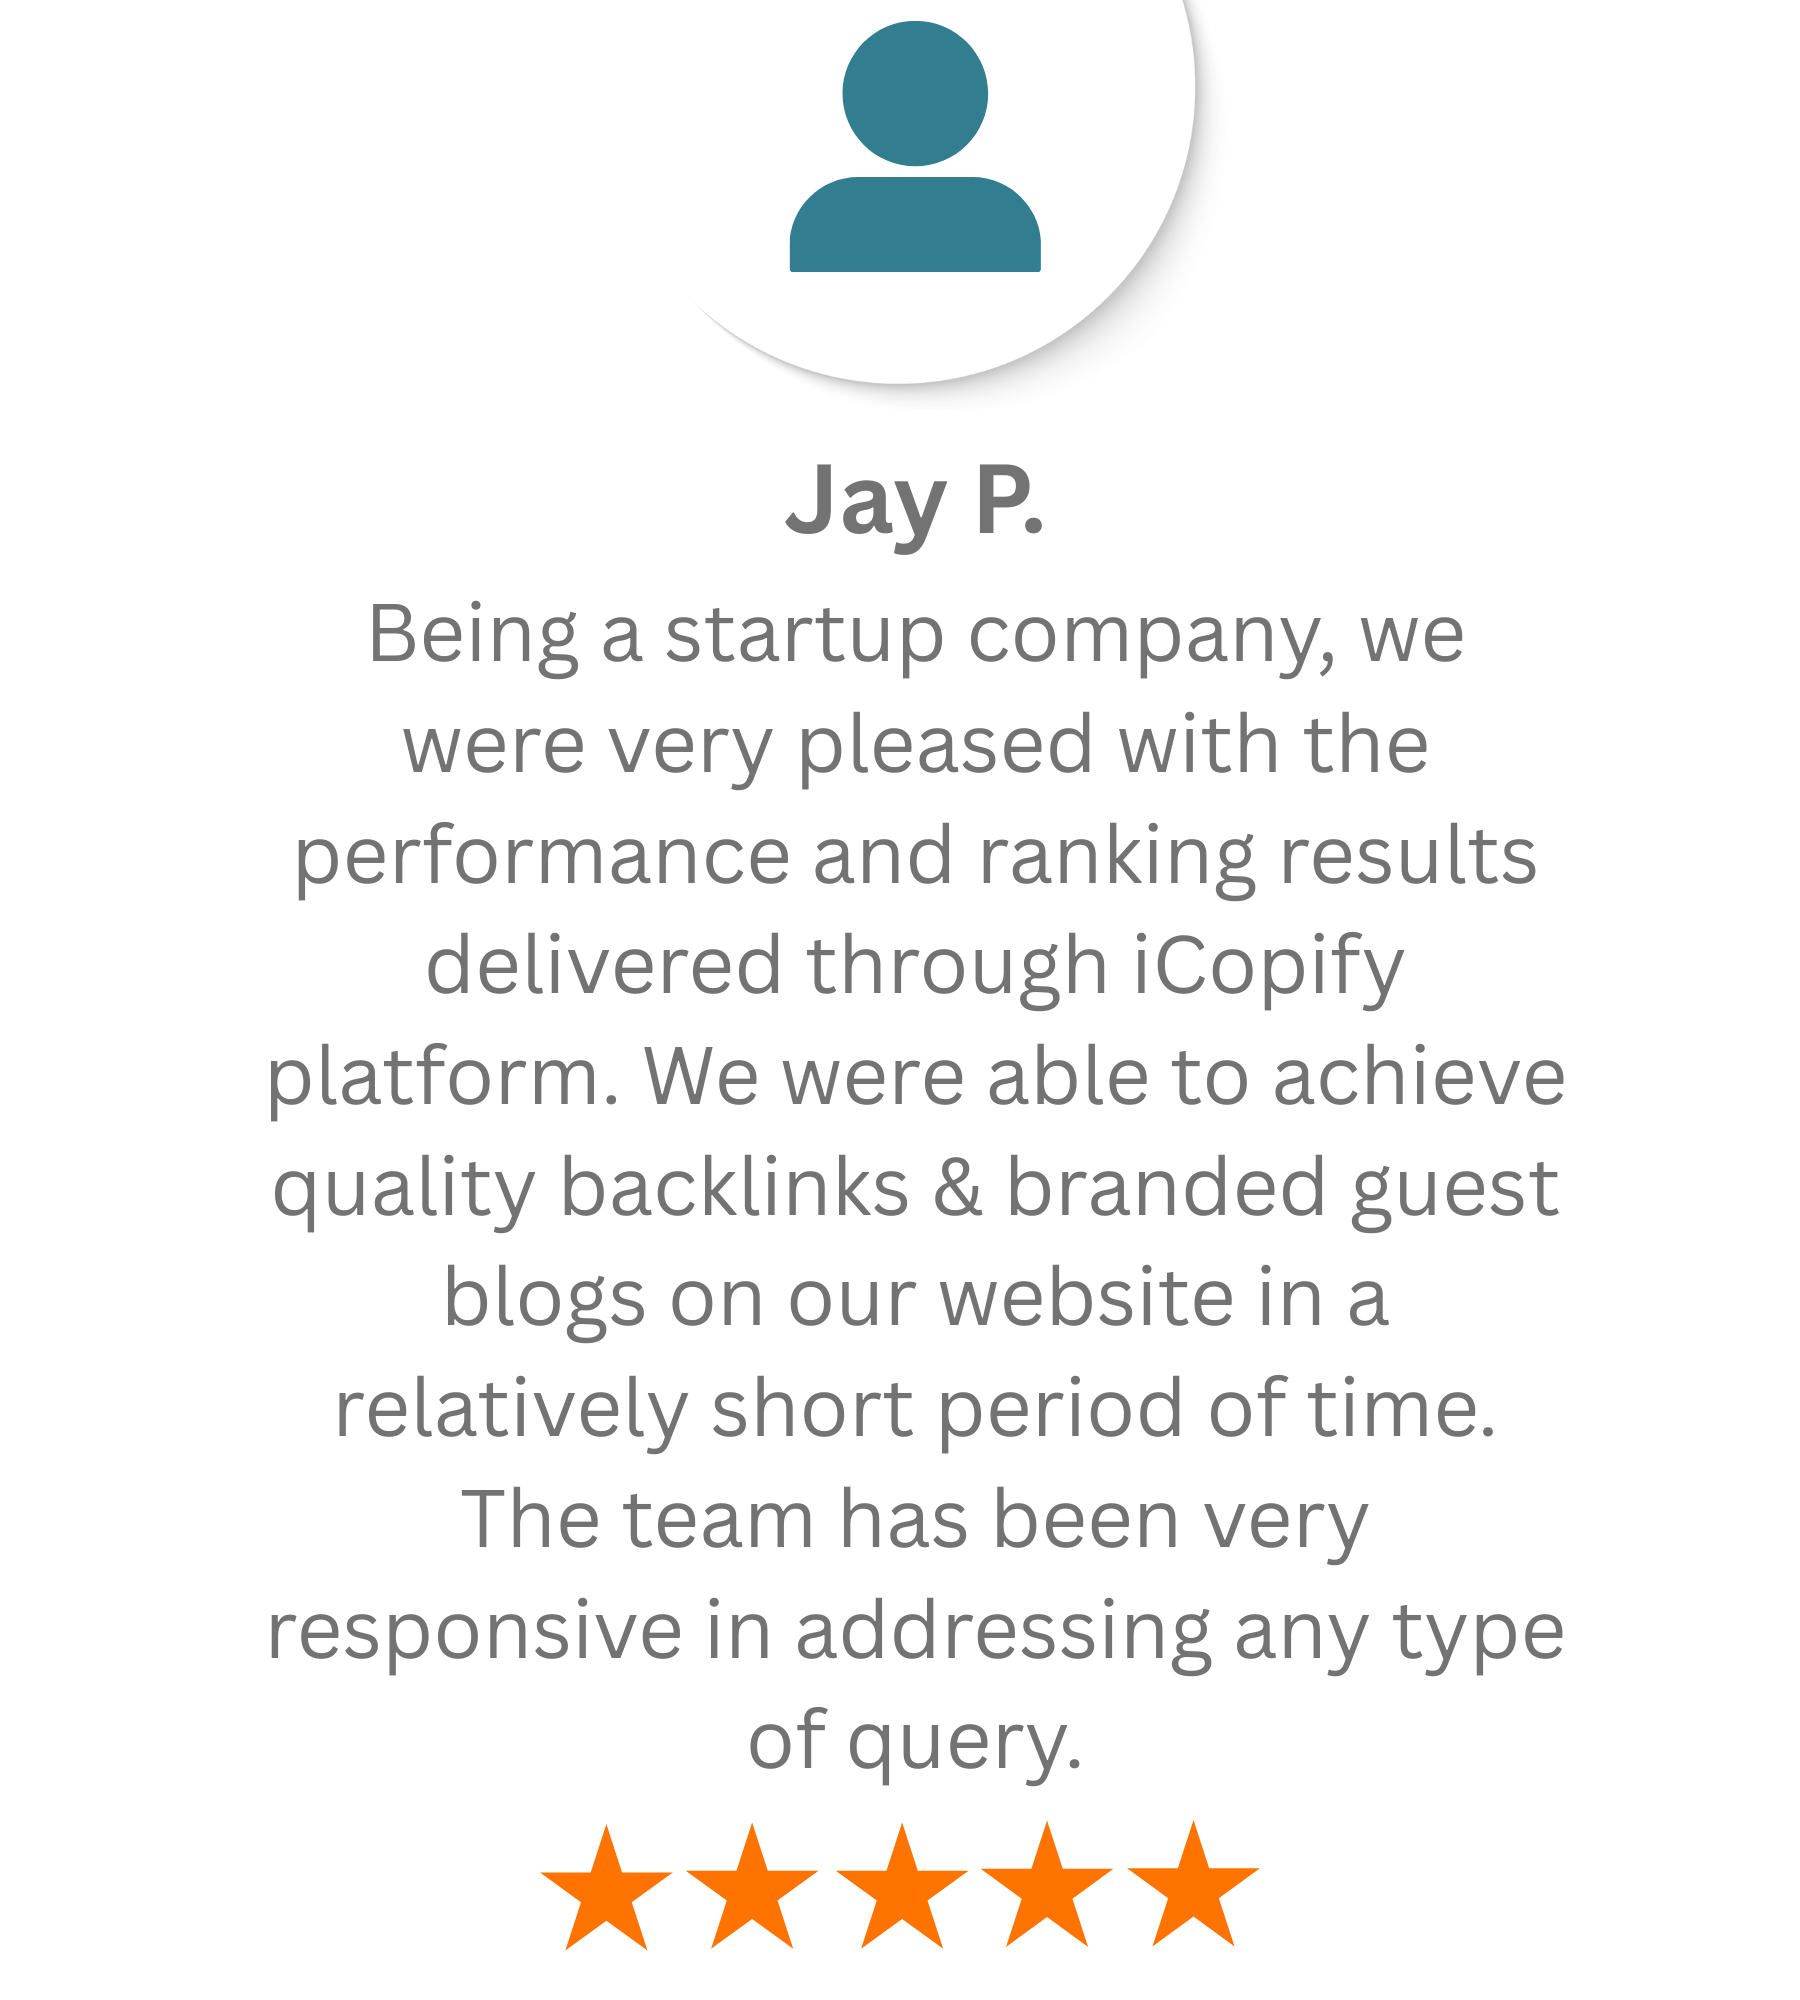 Jay P.
Being a startup company, we
were very pleased with the
performance and ranking results
delivered through iCopify
platform. We were able to achieve
quality backlinks & branded guest
blogs on our website in a
relatively short period of time.
The team has been very
responsive in addressing any type
of query.